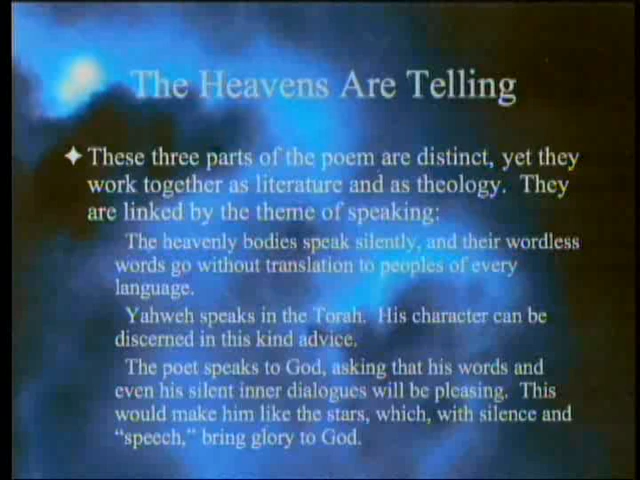 The Heavens Are Telling
These three parts of the poem are distinct, yet they
work together as literature and as theology. They
are linked by the theme of speaking:
The heavenly bodies speak silently, and their wordless
words go without translation to peoples of every
language.
Yahweh speaks in the Torah. His character can be
discerned in this kind advice.
The poet speaks to God, asking that his words and
even his silent inner dialogues will be pleasing. This
would make him like the stars, which, with silence and
“speech,” bring glory to God.